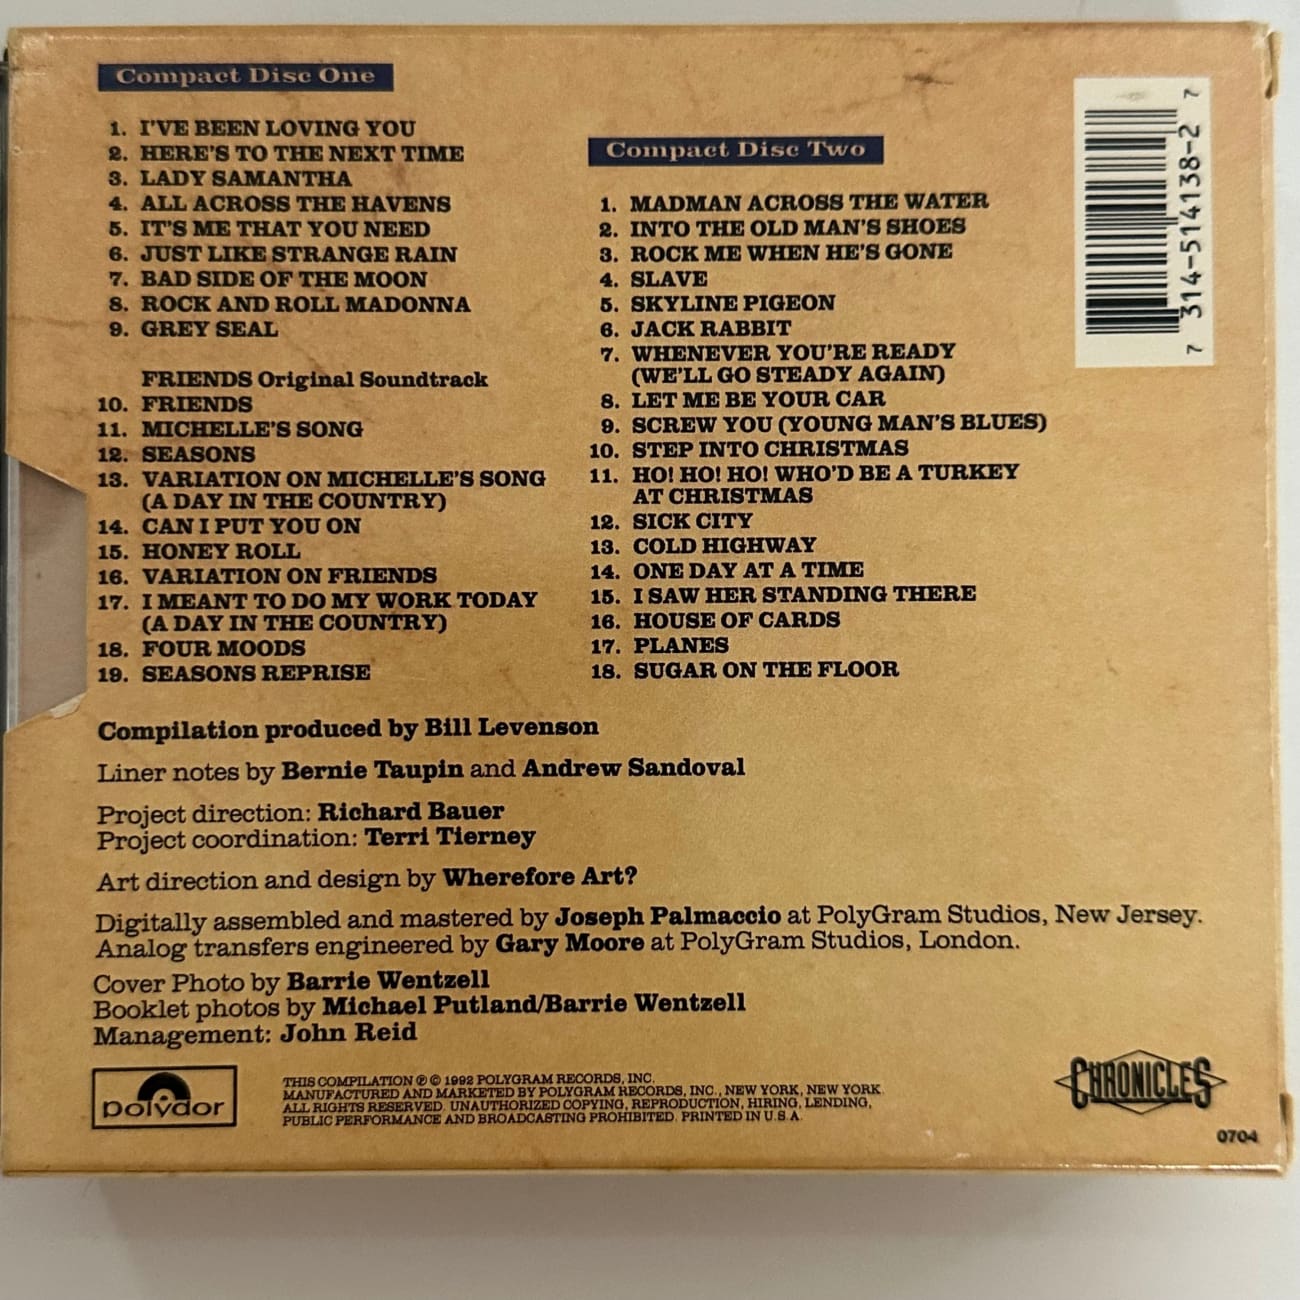 Compact Disc One
1. I'VE BEEN LOVING YOU
2. HERE'S TO THE NEXT TIME
3. LADY SAMANTHA
4. ALL ACROSS THE HAVENS
5. IT'S ME THAT YOU NEED
6. JUST LIKE STRANGE RAIN
7. BAD SIDE OF THE MOON
8. ROCK AND ROLL MADONNA
9. GREY SEAL
FRIENDS Original Soundtrack
10. FRIENDS
11. MICHELLE'S SONG
12. SEASONS
13. VARIATION ON MICHELLE'S SONG
(A DAY IN THE COUNTRY)
14. CAN I PUT YOU ON
15. HONEY ROLL
16. VARIATION ON FRIENDS
17. I MEANT TO DO MY WORK TODAY
(A DAY IN THE COUNTRY)
18. FOUR MOODS
19. SEASONS REPRISE
Compact Disc Two
1. MADMAN ACROSS THE WATER
2. INTO THE OLD MAN'S SHOES
3. ROCK ME WHEN HE'S GONE
4. SLAVE
5. SKYLINE PIGEON
6. JACK RABBIT
7. WHENEVER YOU'RE READY
(WE'LL GO STEADY AGAIN)
8. LET ME BE YOUR CAR
9. SCREW YOU (YOUNG MAN'S BLUES)
10. STEP INTO CHRISTMAS
11. HO! HO! HO! WHO'D BE A TURKEY
AT CHRISTMAS
12. SICK CITY
13. COLD HIGHWAY
14. ONE DAY AT A TIME
15. I SAW HER STANDING THERE
16. HOUSE OF CARDS
17. PLANES
18. SUGAR ON THE FLOOR
7 314-514138-2 7
Compilation produced by Bill Levenson
Liner notes by Bernie Taupin and Andrew Sandoval
Project direction: Richard Bauer
Project coordination: Terri Tierney
Art direction and design by Wherefore Art?
Digitally assembled and mastered by Joseph Palmaccio at PolyGram Studios, New Jersey.
Analog transfers engineered by Gary Moore at PolyGram Studios, London.
Cover Photo by Barrie Wentzell
Booklet photos by Michael Putland/Barrie Wentzell
Management: John Reid
polydor
THIS COMPILATION ℗ © 1992 POLYGRAM RECORDS, INC.
MANUFACTURED AND MARKETED BY POLYGRAM RECORDS, INC., NEW YORK, NEW YORK.
ALL RIGHTS RESERVED. UNAUTHORIZED COPYING, REPRODUCTION, HIRING, LENDING,
PUBLIC PERFORMANCE AND BROADCASTING PROHIBITED. PRINTED IN U.S.A.
CHRONICLES
0704